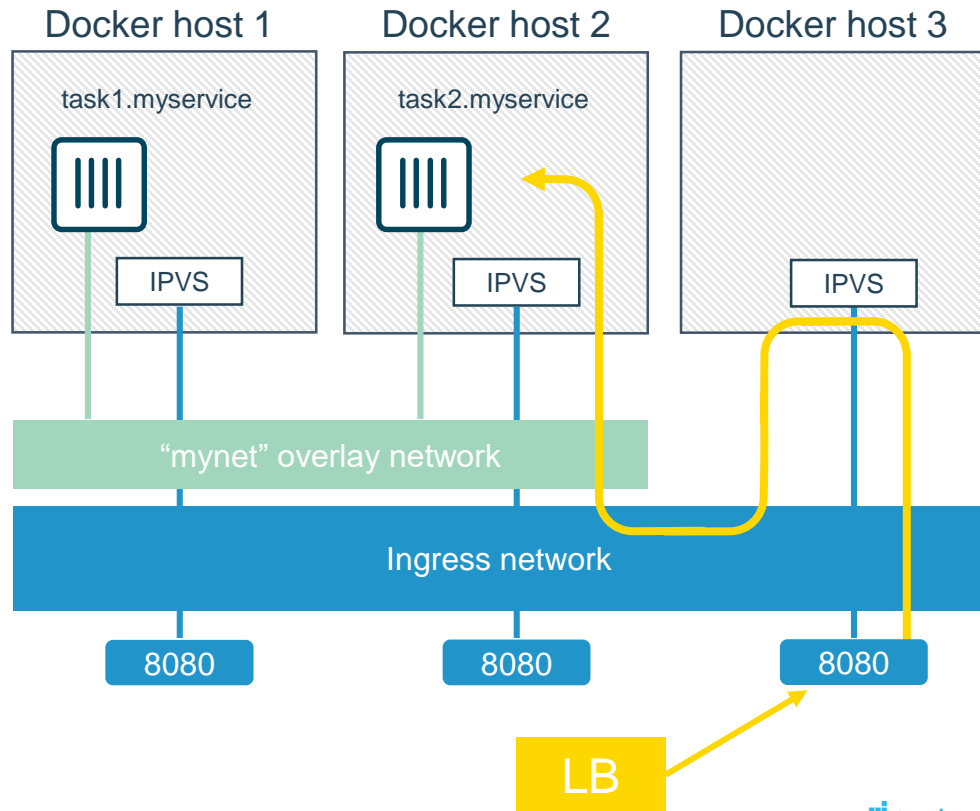 Docker host 1
Docker host 2
Docker host 3
task1.myservice
task2.myservice
IPVS
IPVS
IPVS
“mynet” overlay network
Ingress network
8080
8080
8080
LB